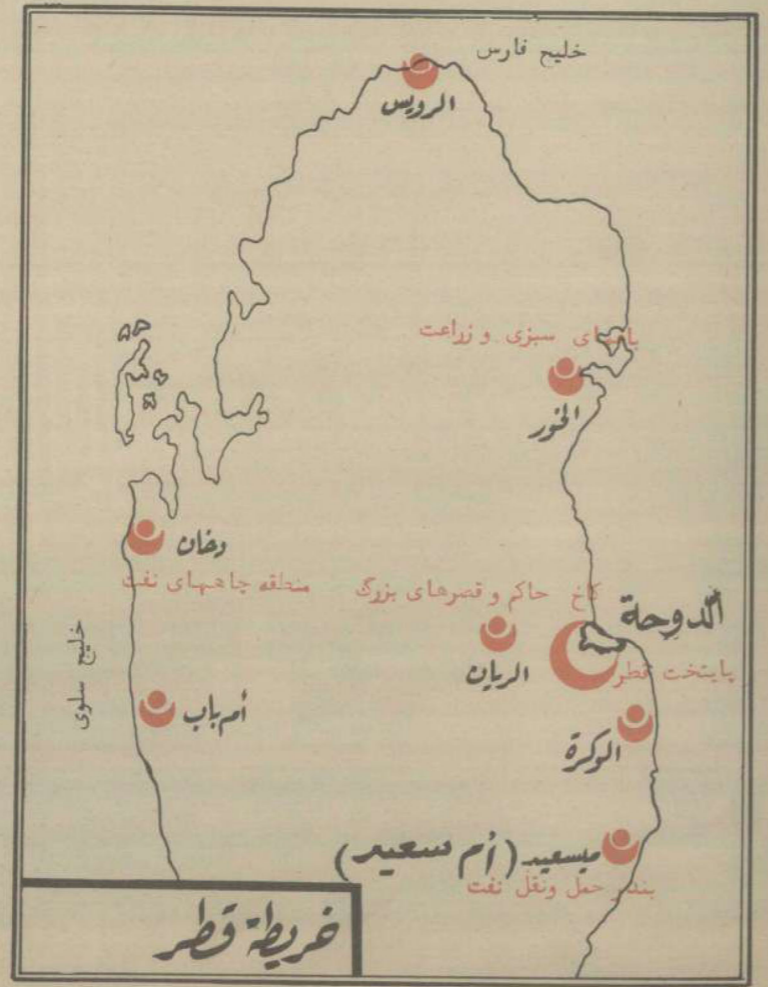 خلیج فارس
الرويس
باغهای سبزی و زراعت
الخور
دخان
منطقه چاههای نفت
کاخ حاکم و قصرهای بزرگ
الدوحة
الريان
پایتخت قطر
خلیج سلوی
أم باب
الوكرة
ميسعيد (أم سعيد)
بندر حمل ونقل نفت
خريطة قطر